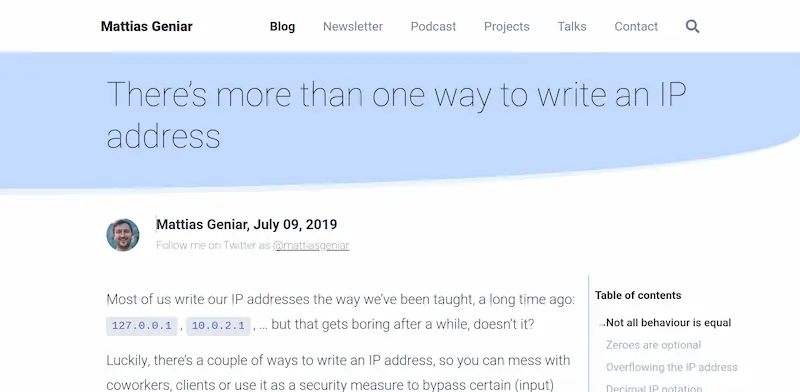 Mattias Geniar Blog Newsletter Podcast Projects Talks Contact
There's more than one way to write an IP
address
Mattias Geniar, July 09, 2019
Follow me on Twitter as @mattiasgeniar
Most of us write our IP addresses the way we've been taught, a long time ago:
127.0.0.1 , 10.0.2.1 , … but that gets boring after a while, doesn't it?
Luckily, there's a couple of ways to write an IP address, so you can mess with
coworkers, clients or use it as a security measure to bypass certain (input)
Table of contents
Not all behaviour is equal
Zeroes are optional
Overflowing the IP address
Decimal IP notation